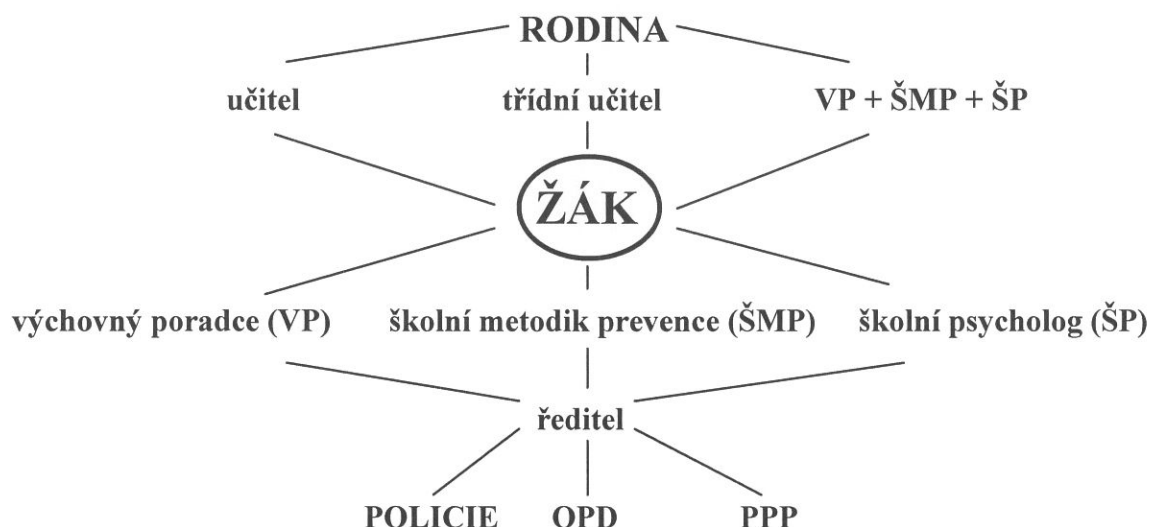 RODINA
učitel třídní učitel VP + ŠMP + ŠP
ŽÁK
výchovný poradce (VP) školní metodik prevence (ŠMP) školní psycholog (ŠP)
ředitel
POLICIE OPD PPP